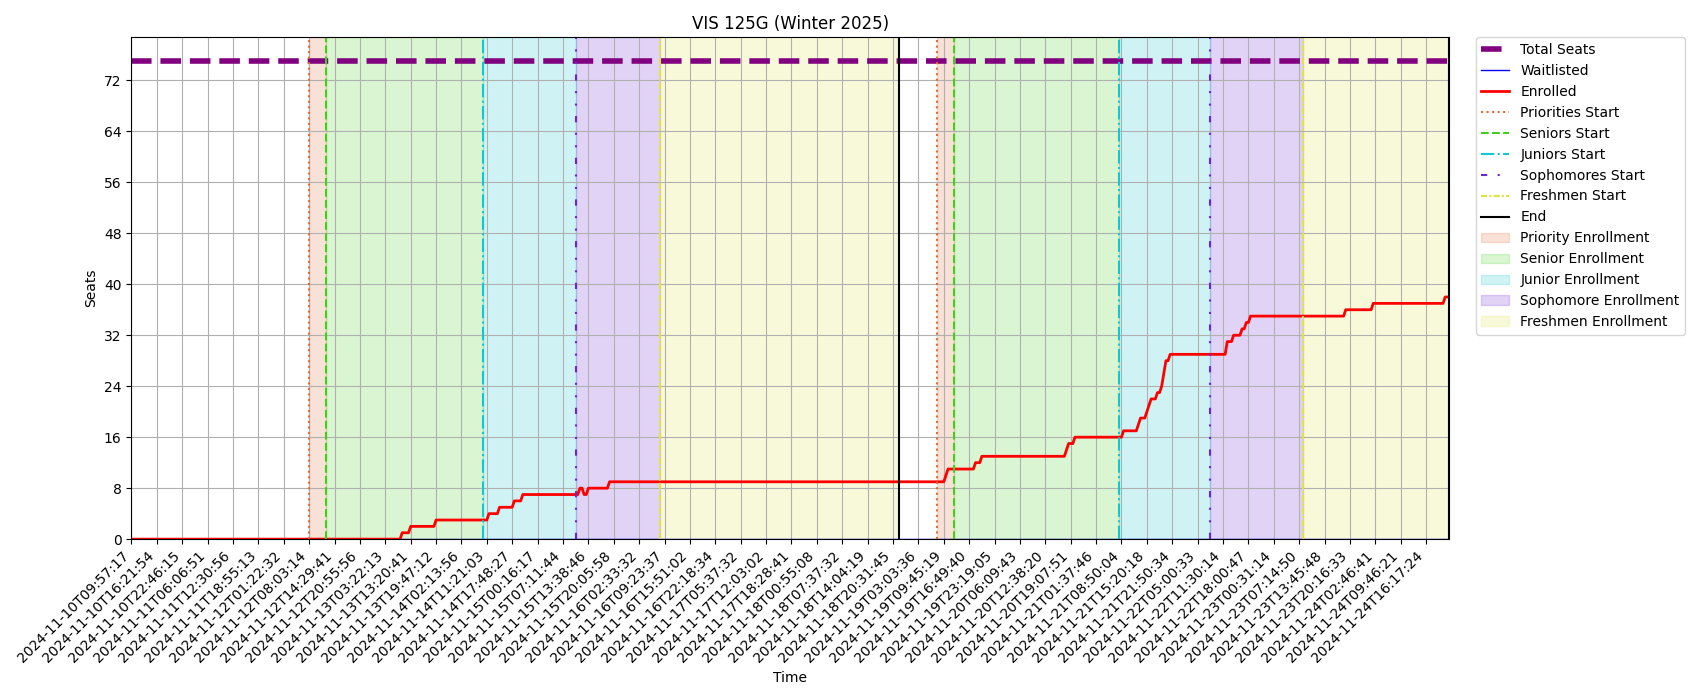 VIS 125G (Winter 2025)
Seats
72
64
56
48
40
32
24
16
8
0
2024-11-10T09:57:17
2024-11-10T16:21:54
2024-11-10T22:46:15
2024-11-11T06:06:51
2024-11-11T12:30:56
2024-11-11T18:55:13
2024-11-12T01:22:32
2024-11-12T08:03:14
2024-11-12T14:29:41
2024-11-12T20:55:56
2024-11-13T03:22:13
2024-11-13T13:20:41
2024-11-13T19:47:12
2024-11-14T02:13:56
2024-11-14T11:21:03
2024-11-14T17:48:27
2024-11-15T00:16:17
2024-11-15T07:11:44
2024-11-15T13:38:46
2024-11-15T20:05:58
2024-11-16T02:33:32
2024-11-16T09:23:37
2024-11-16T15:51:02
2024-11-16T22:18:34
2024-11-17T05:37:32
2024-11-17T12:03:02
2024-11-17T18:28:41
2024-11-18T00:55:08
2024-11-18T07:37:32
2024-11-18T14:04:19
2024-11-18T20:31:45
2024-11-19T03:03:36
2024-11-19T09:45:19
2024-11-19T16:49:40
2024-11-19T23:19:05
2024-11-20T06:09:43
2024-11-20T12:38:20
2024-11-20T19:07:51
2024-11-21T01:37:46
2024-11-21T08:50:04
2024-11-21T15:20:18
2024-11-21T21:50:34
2024-11-22T05:00:33
2024-11-22T11:30:14
2024-11-22T18:00:47
2024-11-23T00:31:14
2024-11-23T07:14:50
2024-11-23T13:45:48
2024-11-23T20:16:33
2024-11-24T02:46:41
2024-11-24T09:46:21
2024-11-24T16:17:24
Time
Total Seats
Waitlisted
Enrolled
Priorities Start
Seniors Start
Juniors Start
Sophomores Start
Freshmen Start
End
Priority Enrollment
Senior Enrollment
Junior Enrollment
Sophomore Enrollment
Freshmen Enrollment